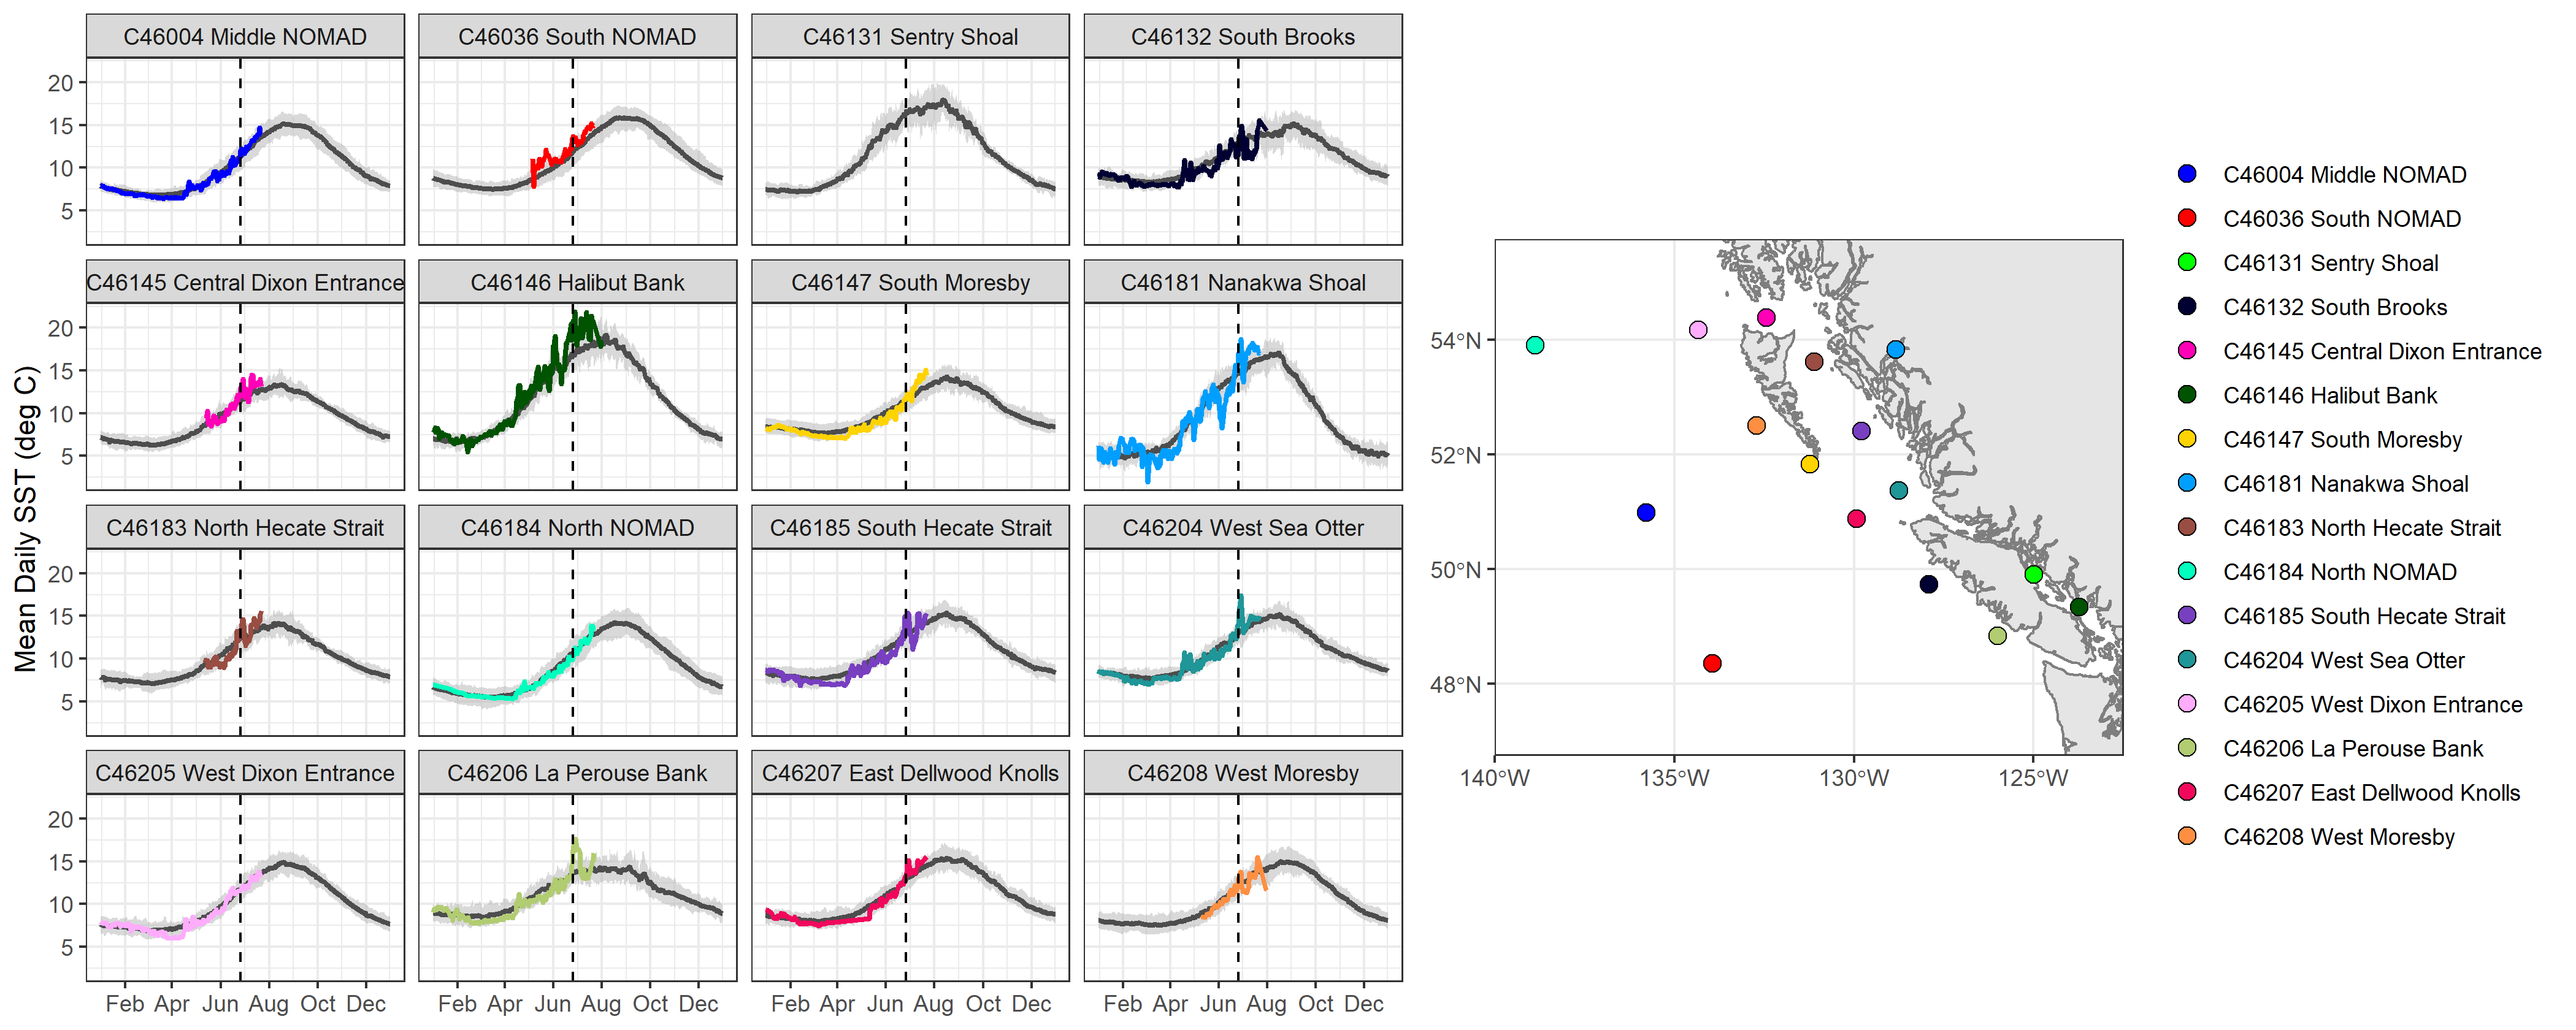 C46004 Middle NOMAD
C46036 South NOMAD
C46131 Sentry Shoal
C46132 South Brooks
20
15
10
5
C46145 Central Dixon Entrance
C46146 Halibut Bank
C46147 South Moresby
C46181 Nanakwa Shoal
20
15
10
5
C46183 North Hecate Strait
C46184 North NOMAD
C46185 South Hecate Strait
C46204 West Sea Otter
20
15
10
5
C46205 West Dixon Entrance
C46206 La Perouse Bank
C46207 East Dellwood Knolls
C46208 West Moresby
20
15
10
5
Feb Apr Jun Aug Oct Dec
Feb Apr Jun Aug Oct Dec
Feb Apr Jun Aug Oct Dec
Feb Apr Jun Aug Oct Dec
Mean Daily SST (deg C)
54°N
52°N
50°N
48°N
140°W 135°W 130°W 125°W
C46004 Middle NOMAD
C46036 South NOMAD
C46131 Sentry Shoal
C46132 South Brooks
C46145 Central Dixon Entrance
C46146 Halibut Bank
C46147 South Moresby
C46181 Nanakwa Shoal
C46183 North Hecate Strait
C46184 North NOMAD
C46185 South Hecate Strait
C46204 West Sea Otter
C46205 West Dixon Entrance
C46206 La Perouse Bank
C46207 East Dellwood Knolls
C46208 West Moresby